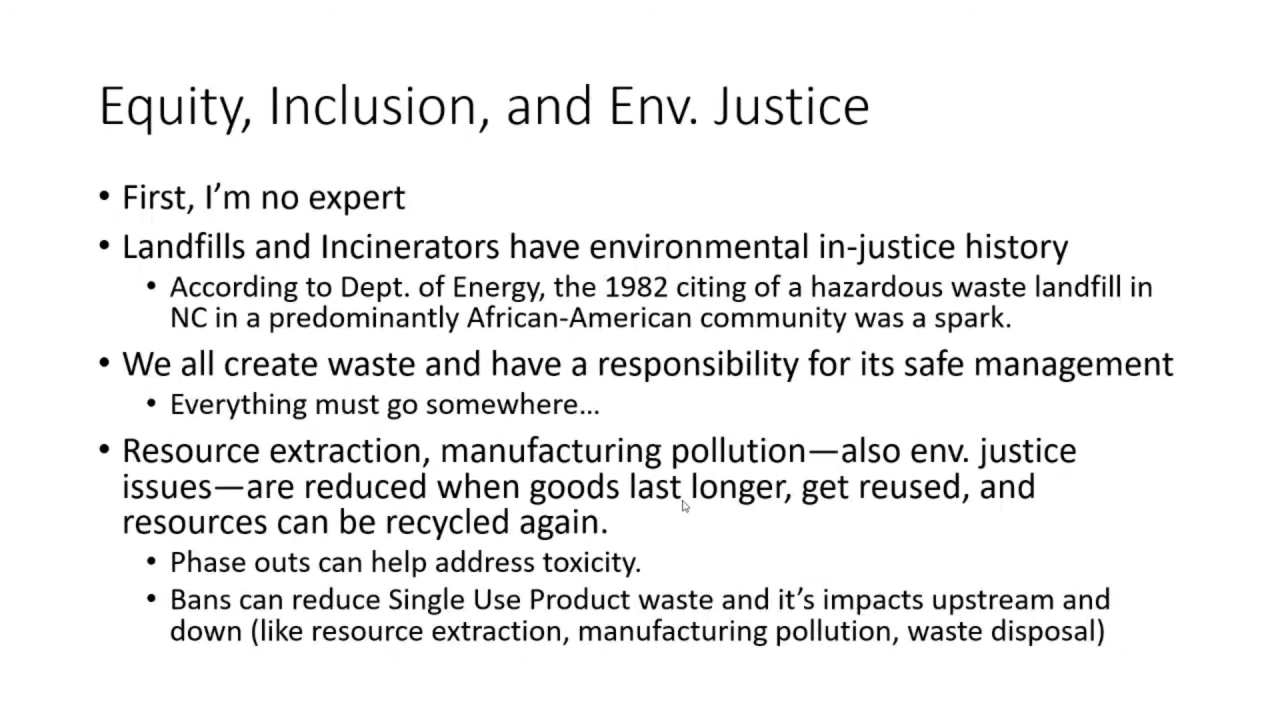 Equity, Inclusion, and Env. Justice
• First, I’m no expert
• Landfills and Incinerators have environmental in-justice history
• According to Dept. of Energy, the 1982 citing of a hazardous waste landfill in
NC in a predominantly African-American community was a spark.
• We all create waste and have a responsibility for its safe management
• Everything must go somewhere…
• Resource extraction, manufacturing pollution—also env. justice
issues—are reduced when goods last longer, get reused, and
resources can be recycled again.
• Phase outs can help address toxicity.
• Bans can reduce Single Use Product waste and it’s impacts upstream and
down (like resource extraction, manufacturing pollution, waste disposal)